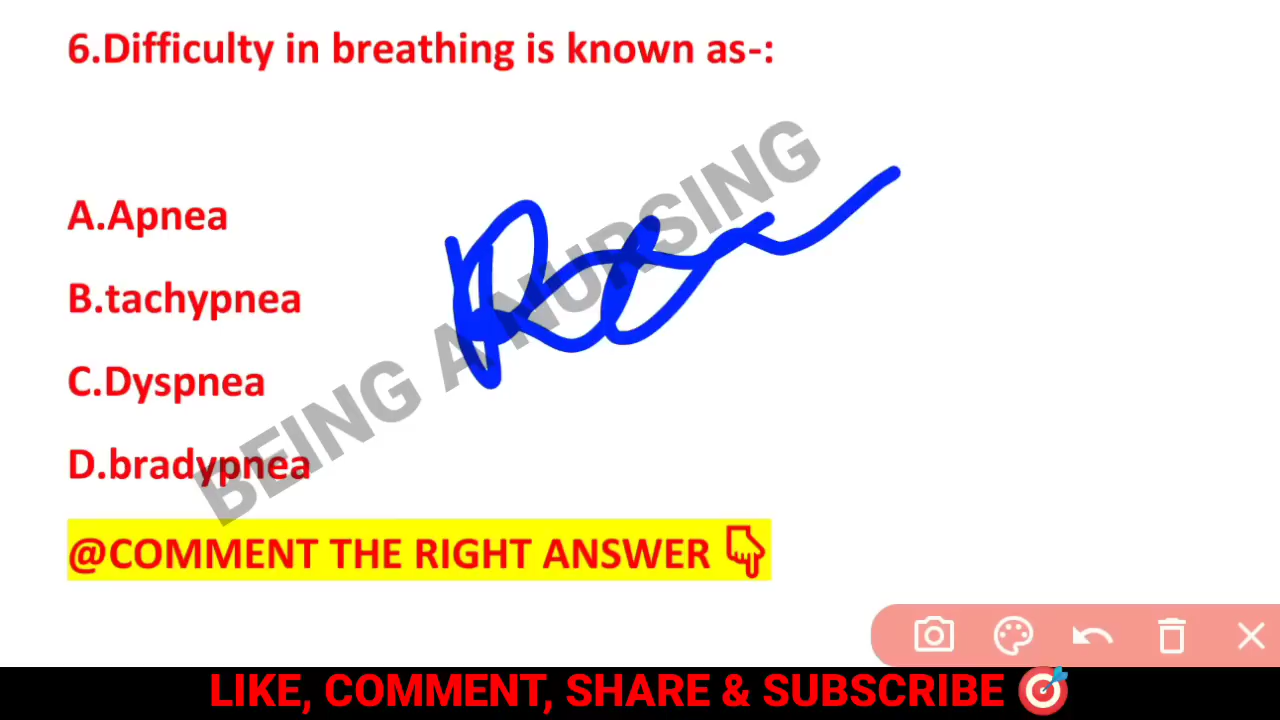 6.Difficulty in breathing is known as-:
BEING A NURSING
A.Apnea
B.tachypnea
C.Dyspnea
D.bradypnea
@COMMENT THE RIGHT ANSWER
LIKE, COMMENT, SHARE & SUBSCRIBE